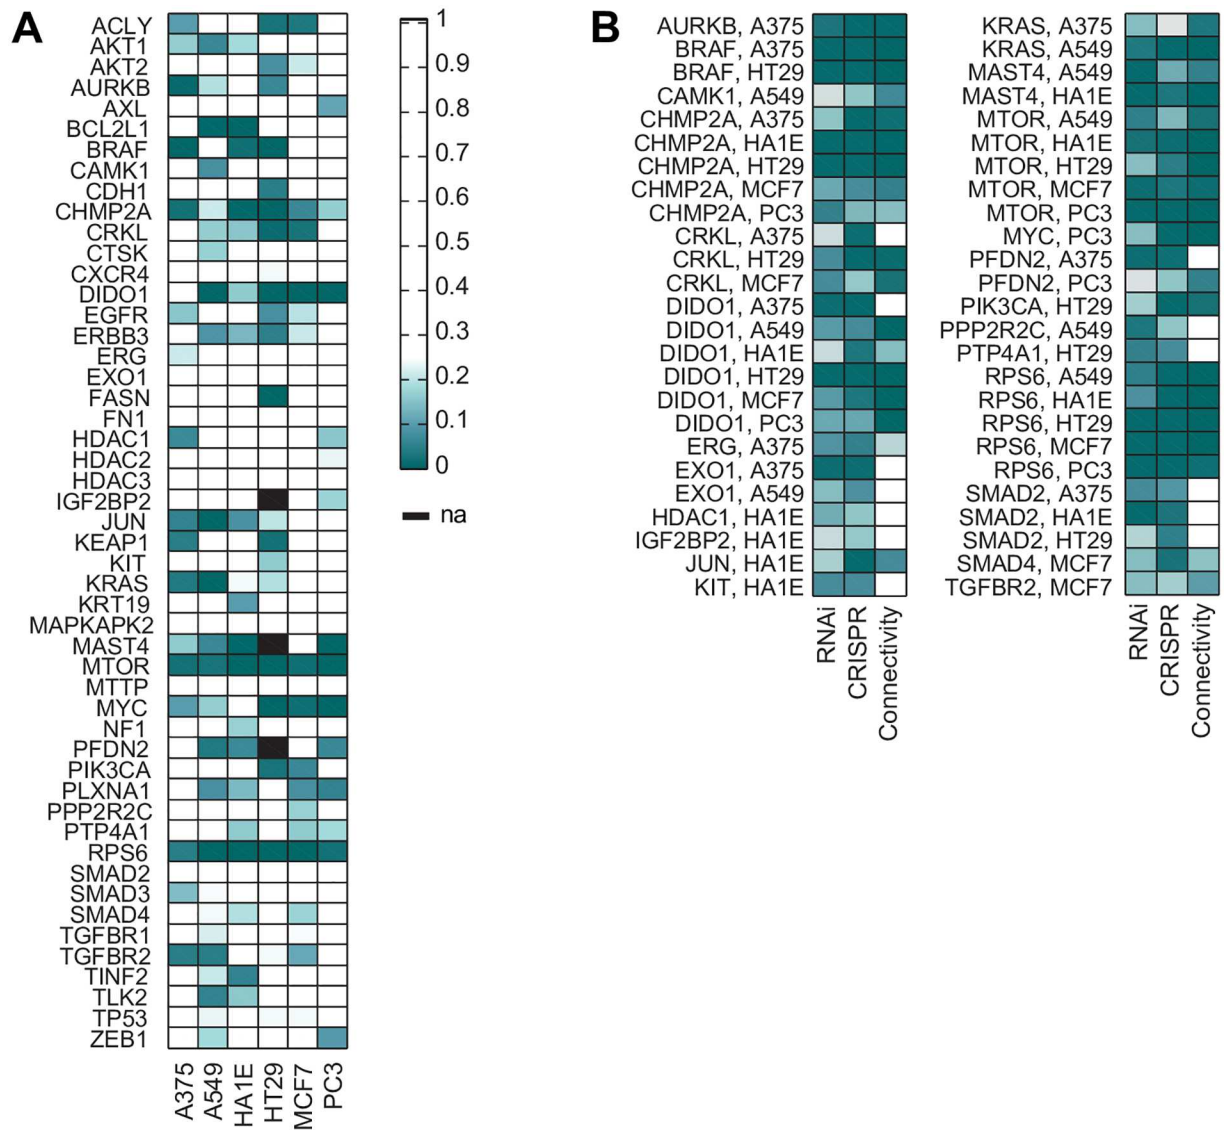 A
ACLY
AKT1
AKT2
AURKB
AXL
BCL2L1
BRAF
CAMK1
CDH1
CHMP2A
CRKL
CTSK
CXCR4
DIDO1
EGFR
ERBB3
ERG
EXO1
FASN
FN1
HDAC1
HDAC2
HDAC3
IGF2BP2
JUN
KEAP1
KIT
KRAS
KRT19
MAPKAPK2
MAST4
MTOR
MTTP
MYC
NF1
PFDN2
PIK3CA
PLXNA1
PPP2R2C
PTP4A1
RPS6
SMAD2
SMAD3
SMAD4
TGFBR1
TGFBR2
TINF2
TLK2
TP53
ZEB1
A375
A549
HA1E
HT29
MCF7
PC3
1
0.9
0.8
0.7
0.6
0.5
0.4
0.3
0.2
0.1
0
na
B
AURKB, A375
BRAF, A375
BRAF, HT29
CAMK1, A549
CHMP2A, A375
CHMP2A, HA1E
CHMP2A, HT29
CHMP2A, MCF7
CHMP2A, PC3
CRKL, A375
CRKL, HT29
CRKL, MCF7
DIDO1, A375
DIDO1, A549
DIDO1, HA1E
DIDO1, HT29
DIDO1, MCF7
DIDO1, PC3
ERG, A375
EXO1, A375
EXO1, A549
HDAC1, HA1E
IGF2BP2, HA1E
JUN, HA1E
KIT, HA1E
RNAi
CRISPR
Connectivity
KRAS, A375
KRAS, A549
MAST4, A549
MAST4, HA1E
MTOR, A549
MTOR, HA1E
MTOR, HT29
MTOR, MCF7
MTOR, PC3
MYC, PC3
PFDN2, A375
PFDN2, PC3
PIK3CA, HT29
PPP2R2C, A549
PTP4A1, HT29
RPS6, A549
RPS6, HA1E
RPS6, HT29
RPS6, MCF7
RPS6, PC3
SMAD2, A375
SMAD2, HA1E
SMAD2, HT29
SMAD4, MCF7
TGFBR2, MCF7
RNAi
CRISPR
Connectivity